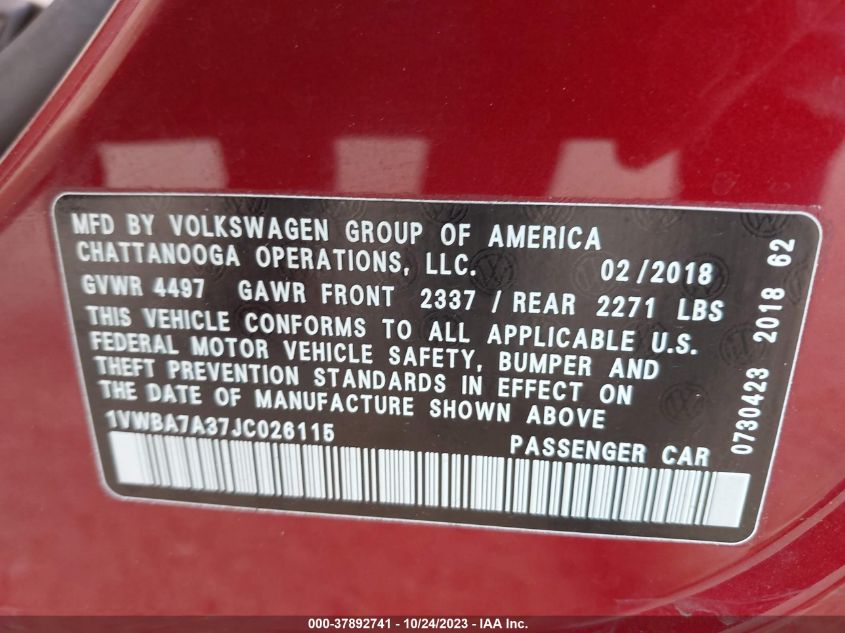 MFD BY VOLKSWAGEN GROUP OF AMERICA
CHATTANOOGA OPERATIONS, LLC. 02/2018
GVWR 4497 GAWR FRONT 2337 / REAR 2271 LBS
THIS VEHICLE CONFORMS TO ALL APPLICABLE U.S.
FEDERAL MOTOR VEHICLE SAFETY, BUMPER AND
THEFT PREVENTION STANDARDS IN EFFECT ON
THE DATE OF MANUFACTURE SHOWN ABOVE.
1VWBA7A37JC026115 PASSENGER CAR
0730423 2018 62
000-37892741 - 10/24/2023 - IAA Inc.